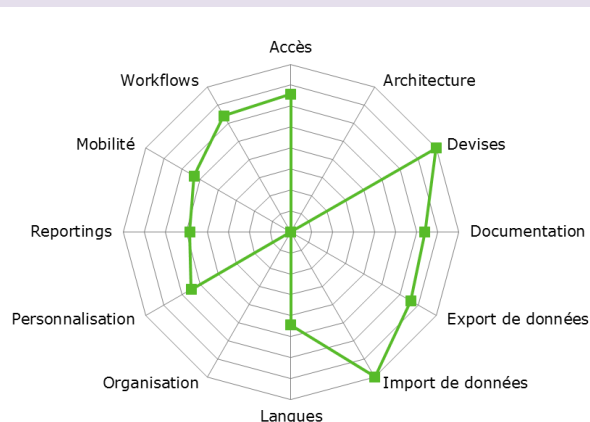 Accès
Workflows
Architecture
Mobilité
Devises
Reportings
Documentation
Personnalisation
Export de données
Organisation
Import de données
Langues